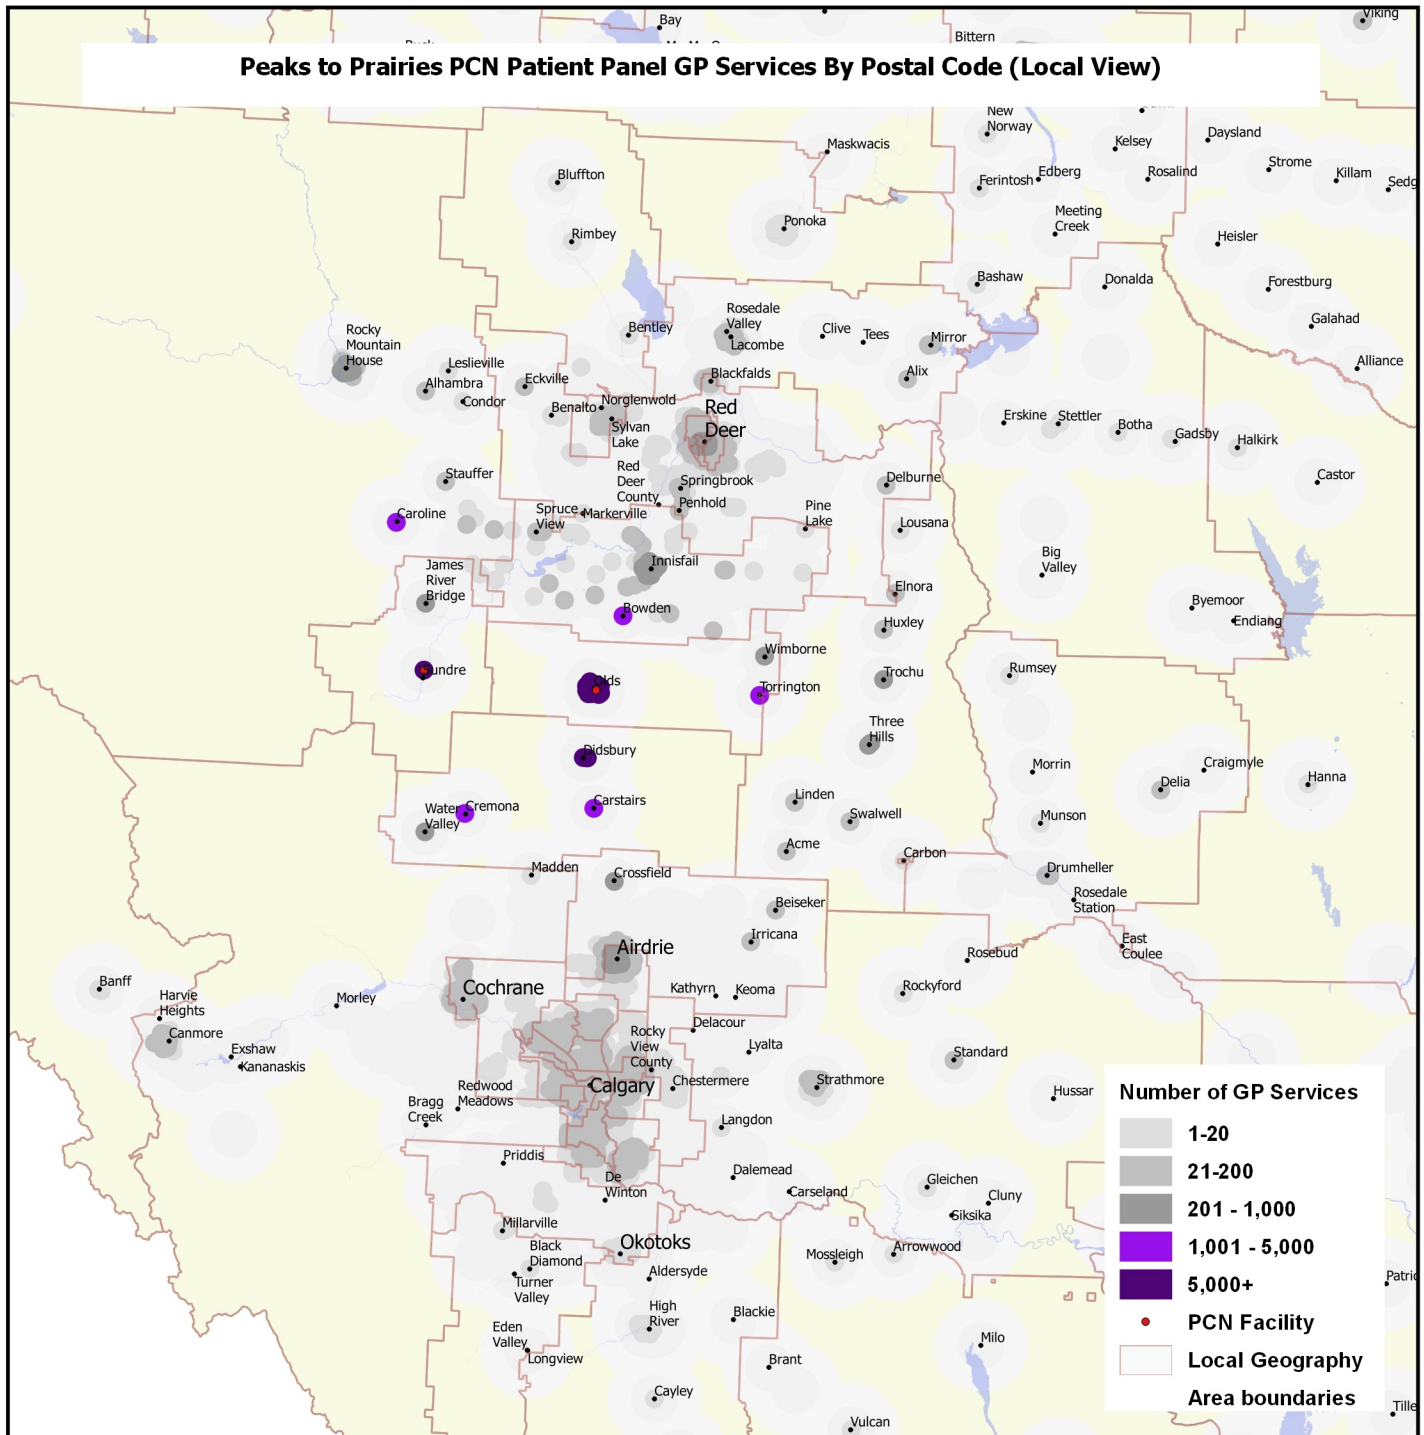 Bay
Viking
Bittern
Peaks to Prairies PCN Patient Panel GP Services By Postal Code (Local View)
New
Norway
Maskwacis
Kelsey
Daysland
Bluffton
Ferintosh
Edberg
Rosalind
Strome
Killam
Sedg
Rimbey
Ponoka
Meeting
Creek
Heisler
Bashaw
Donalda
Forestburg
Rocky
Mountain
House
Bentley
Rosedale
Valley
Lacombe
Clive
Tees
Mirror
Galahad
Leslieville
Alhambra
Condor
Eckville
Blackfalds
Alix
Alliance
Benalto
Norglenwold
Sylvan
Lake
Red
Deer
Erskine
Stettler
Botha
Gadsby
Halkirk
Stauffer
Red
Deer
County
Springbrook
Penhold
Delburne
Castor
Caroline
Spruce
View
Markerville
Pine
Lake
Lousana
James
River
Bridge
Innisfail
Big
Valley
Bowden
Elnora
Byemoor
Endiang
Huxley
Sundre
Olds
Wimborne
Torrington
Trochu
Rumsey
Three
Hills
Didsbury
Morrin
Craigmyle
Delia
Hanna
Water
Valley
Cremona
Carstairs
Linden
Swalwell
Munson
Acme
Carbon
Madden
Crossfield
Drumheller
Rosedale
Station
Beiseker
Irricana
Airdrie
East
Coulee
Rosebud
Banff
Harvie
Heights
Canmore
Morley
Cochrane
Kathyrn
Keoma
Rockyford
Exshaw
Kananaskis
Rocky
View
County
Delacour
Lyalta
Standard
Redwood
Meadows
Bragg
Creek
Calgary
Chestermere
Strathmore
Hussar
Langdon
Priddis
De
Winton
Dalemead
Carseland
Gleichen
Cluny
Siksika
Millarville
Black
Diamond
Turner
Valley
Okotoks
Aldersyde
Mossleigh
Arrowwood
High
River
Blackie
Eden
Valley
Longview
Brant
Milo
Cayley
Vulcan
Patric
Tille
Number of GP Services
1-20
21-200
201 - 1,000
1,001 - 5,000
5,000+
PCN Facility
Local Geography
Area boundaries